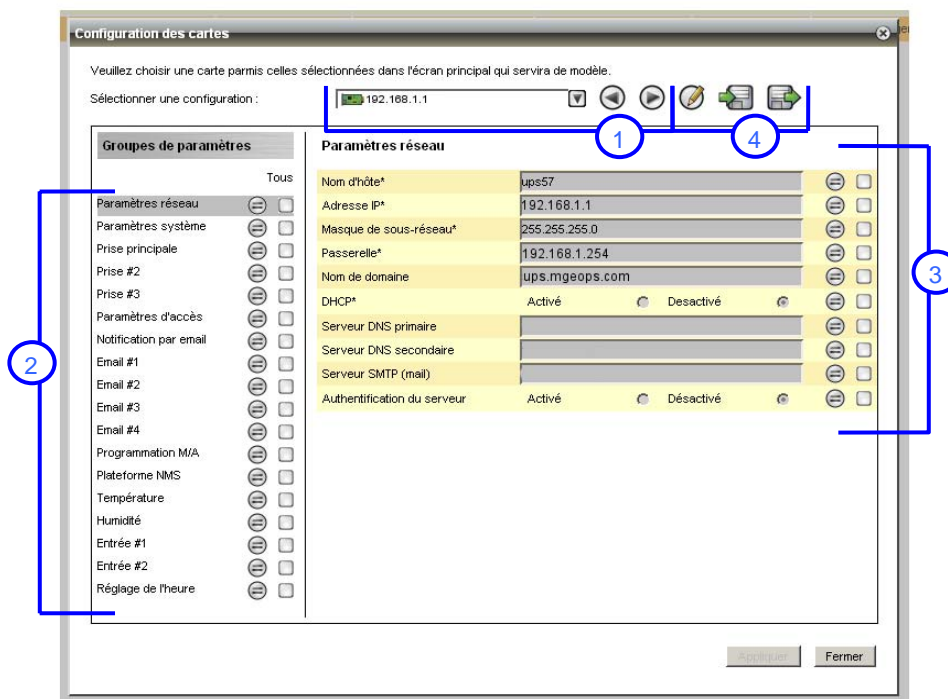 Configuration des cartes
Veuillez choisir une carte parmis celles sélectionnées dans l'écran principal qui servira de modèle.
Sélectionner une configuration :
192.168.1.1
1
4
Groupes de paramètres
Tous
Paramètres réseau
Paramètres système
Prise principale
Prise #2
Prise #3
Paramètres d'accès
Notification par email
Email #1
Email #2
Email #3
Email #4
Programmation M/A
Plateforme NMS
Température
Humidité
Entrée #1
Entrée #2
Réglage de l'heure
2
Paramètres réseau
Nom d'hôte* ups57
Adresse IP* 192.168.1.1
Masque de sous-réseau* 255.255.255.0
Passerelle* 192.168.1.254
Nom de domaine ups.mgeops.com
DHCP* Activé Desactivé
Serveur DNS primaire
Serveur DNS secondaire
Serveur SMTP (mail)
Authentification du serveur Activé Désactivé
3
Appliquer Fermer